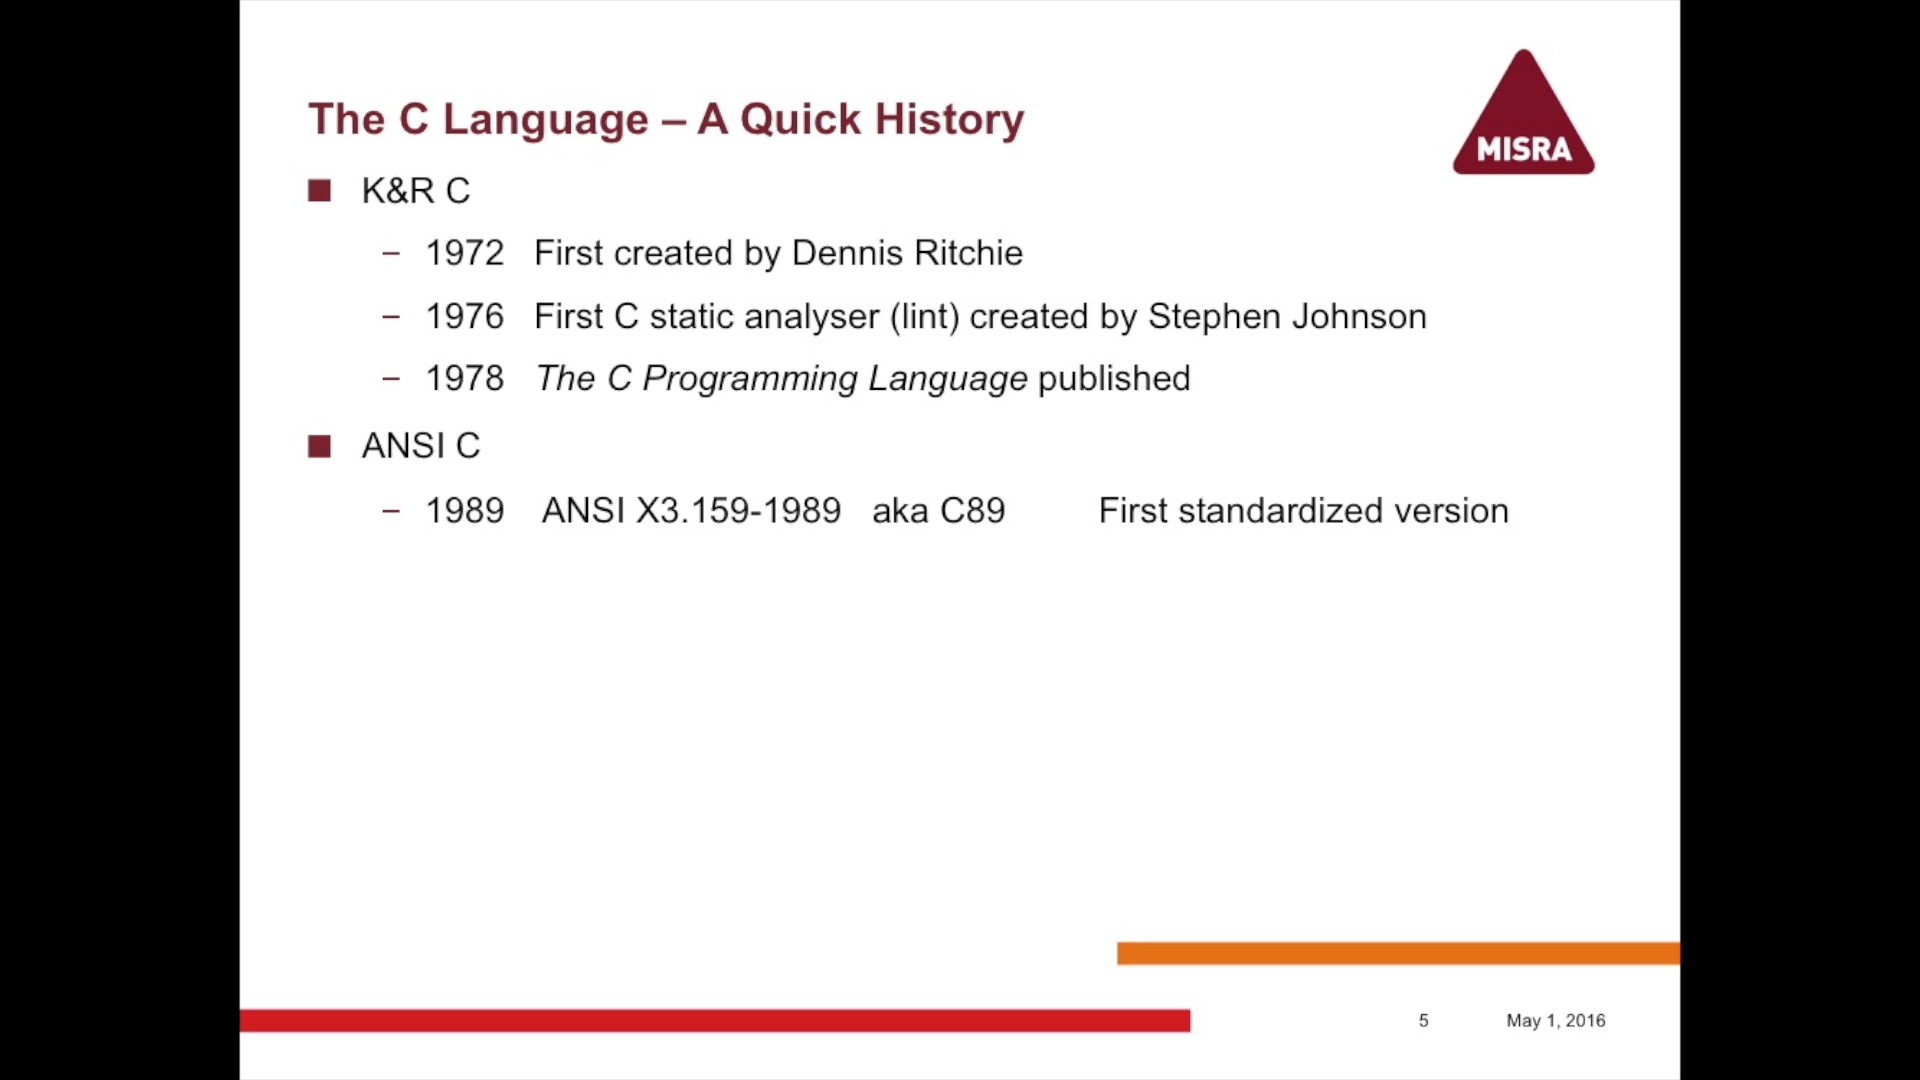 The C Language – A Quick History
MISRA
■ K&R C
– 1972 First created by Dennis Ritchie
– 1976 First C static analyser (lint) created by Stephen Johnson
– 1978 The C Programming Language published
■ ANSI C
– 1989 ANSI X3.159-1989 aka C89 First standardized version
5 May 1, 2016